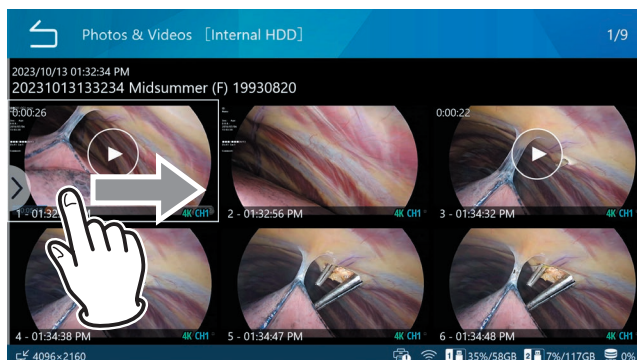 Photos & Videos [Internal HDD]
1/9
2023/10/13 01:32:34 PM
20231013133234 Midsummer (F) 19930820
0:00:26
0:00:22
4K CH1
2 - 01:32:56 PM
4K CH1
3 - 01:34:32 PM
4K CH1
4 - 01:34:38 PM
4K CH1
5 - 01:34:47 PM
4K CH1
6 - 01:34:48 PM
4K CH1
4096×2160
1 35%/58GB
2 7%/117GB
0%